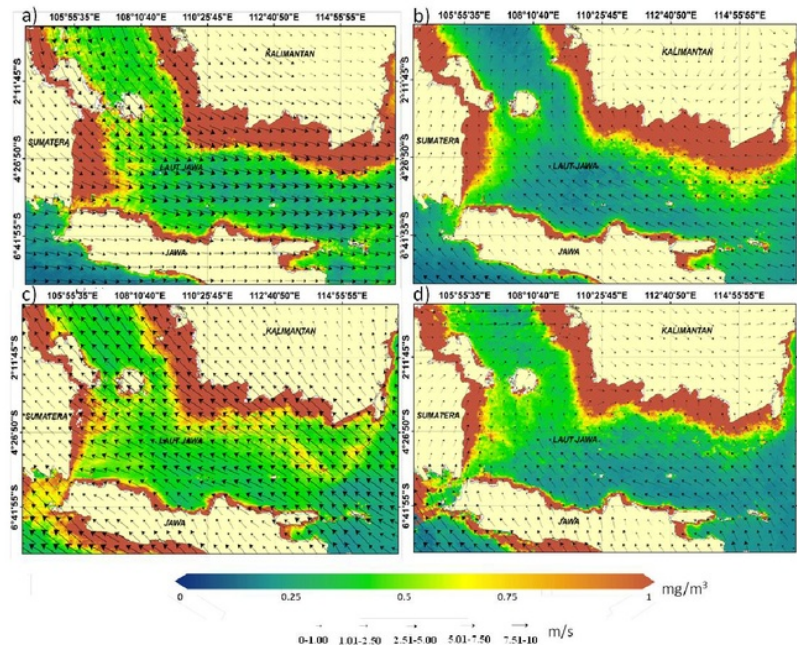 a) 105°55'35"E 108°10'40"E 110°25'45"E 112°40'50"E 114°55'55"E
2°11'45"S
4°26'50"S
6°41'55"S
KALIMANTAN
SUMATERA
LAUT JAWA
JAWA
b) 105°55'35"E 108°10'40"E 110°25'45"E 112°40'50"E 114°55'55"E
2°11'45"S
4°26'50"S
6°41'55"S
KALIMANTAN
SUMATERA
LAUT JAWA
JAWA
c) 105°55'35"E 108°10'40"E 110°25'45"E 112°40'50"E 114°55'55"E
2°11'45"S
4°26'50"S
6°41'55"S
KALIMANTAN
SUMATERA
LAUT JAWA
JAWA
d) 105°55'35"E 108°10'40"E 110°25'45"E 112°40'50"E 114°55'55"E
2°11'45"S
4°26'50"S
6°41'55"S
KALIMANTAN
SUMATERA
LAUT JAWA
JAWA
0 0.25 0.5 0.75 1 mg/m³
m/s
0-1.00 1.01-2.50 2.51-5.00 5.01-7.50 7.51-10